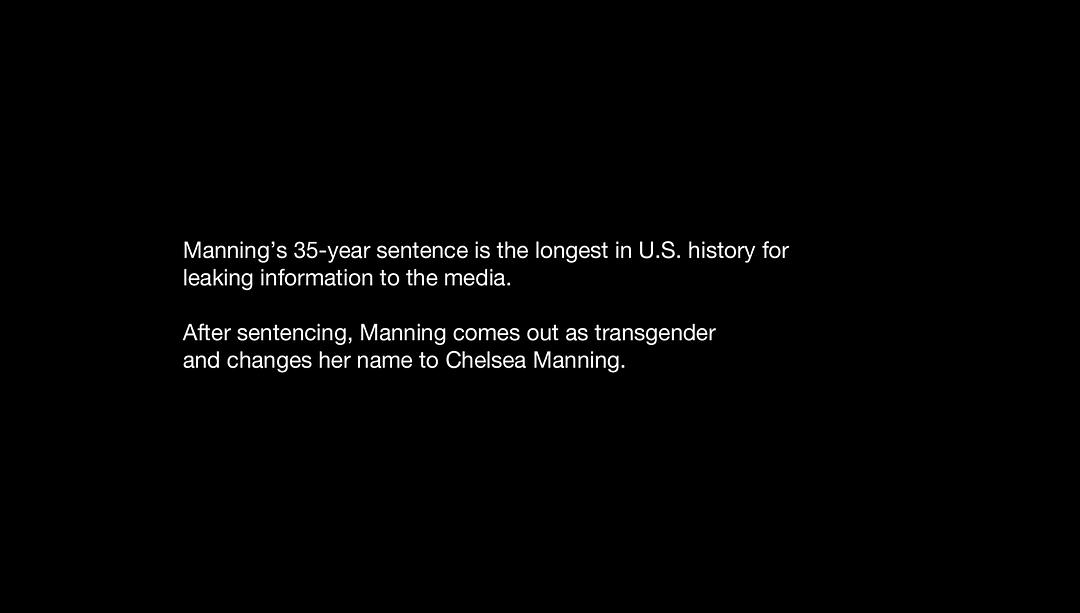 Manning’s 35-year sentence is the longest in U.S. history for
leaking information to the media.
After sentencing, Manning comes out as transgender
and changes her name to Chelsea Manning.